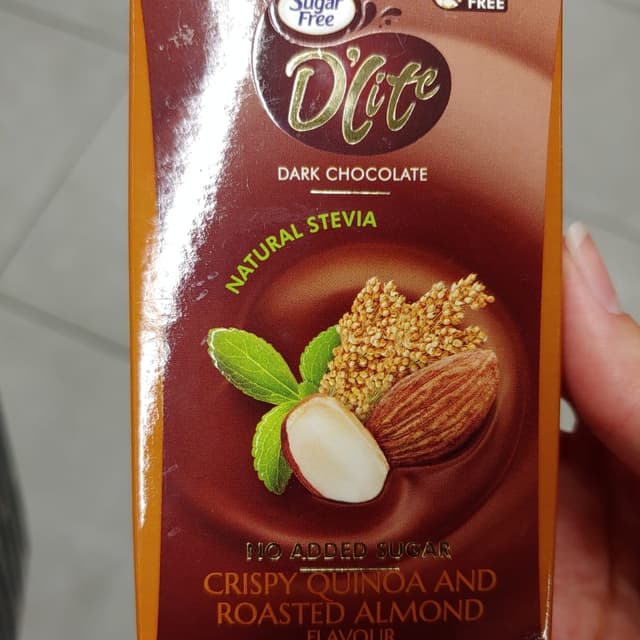 Sugar
Free
FREE
D'lite
DARK CHOCOLATE
NATURAL STEVIA
NO ADDED SUGAR
CRISPY QUINOA AND
ROASTED ALMOND
FLAVOUR